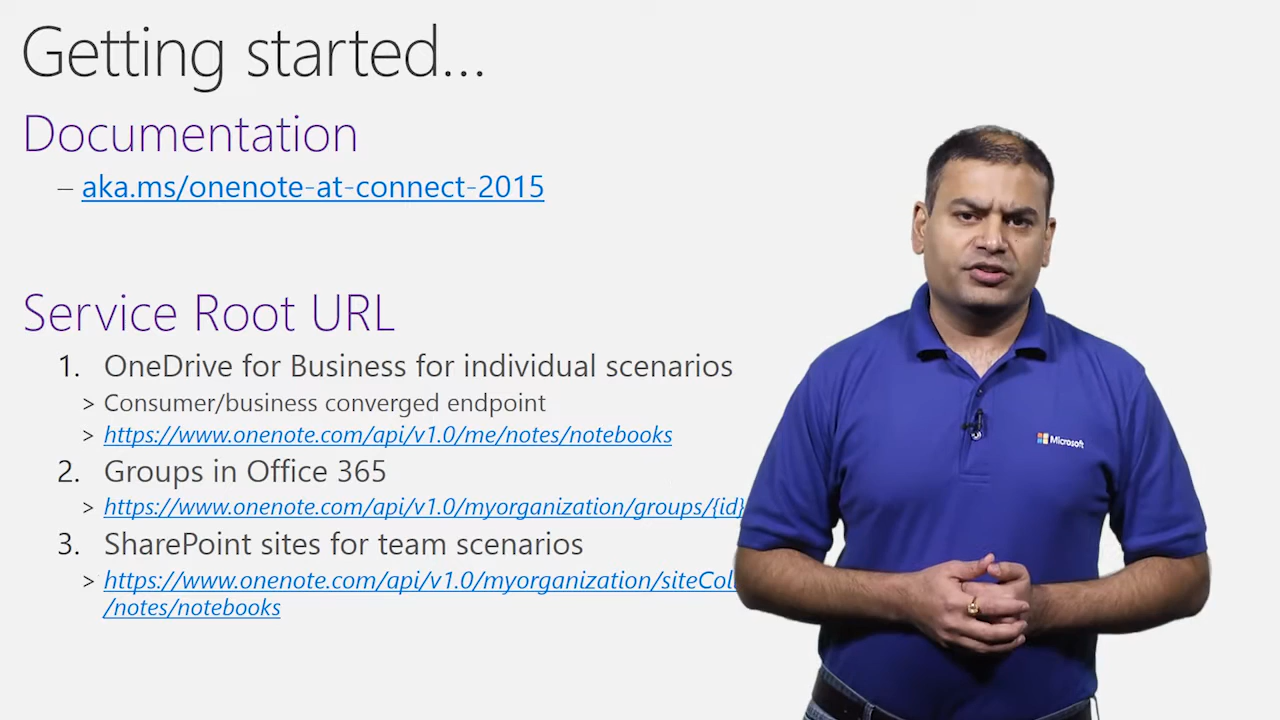 Getting started...
Documentation
– aka.ms/onenote-at-connect-2015
Service Root URL
1. OneDrive for Business for individual scenarios
> Consumer/business converged endpoint
> https://www.onenote.com/api/v1.0/me/notes/notebooks
2. Groups in Office 365
> https://www.onenote.com/api/v1.0/myorganization/groups/{id}
3. SharePoint sites for team scenarios
> https://www.onenote.com/api/v1.0/myorganization/siteCol
/notes/notebooks
Microsoft